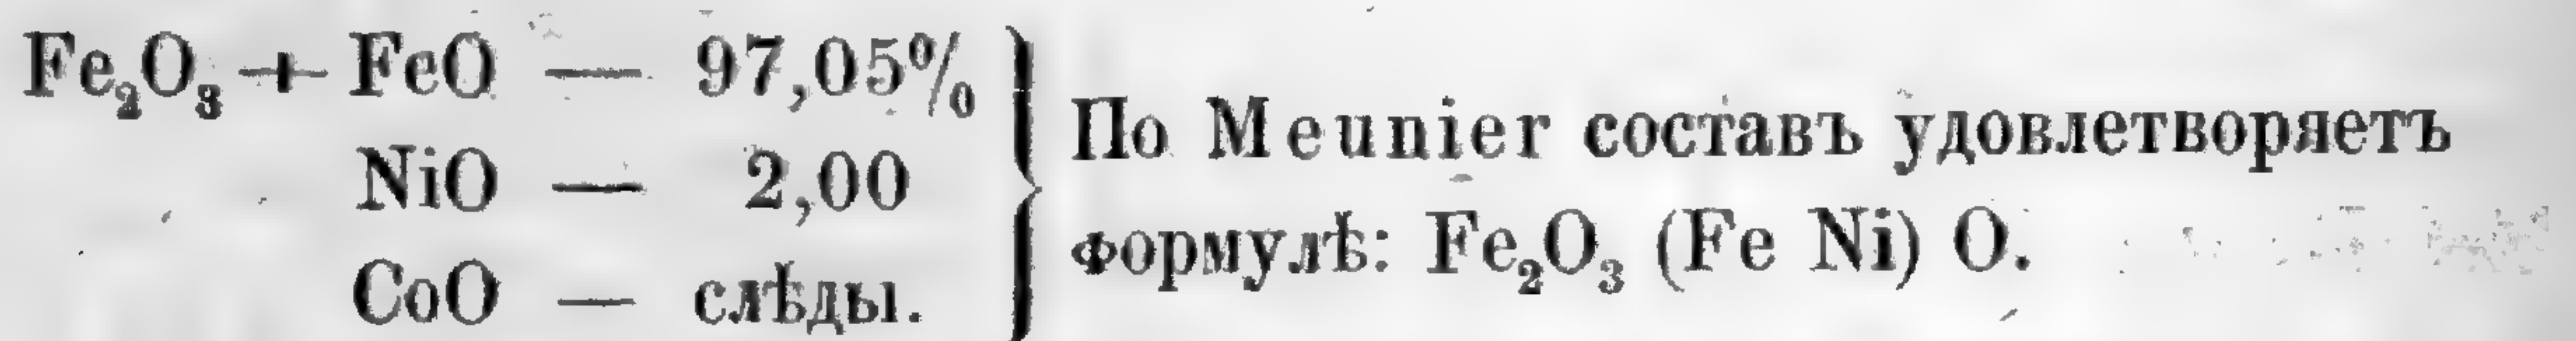 Fe₂O₃ + FeO — 97,05%
NiO — 2,00
CoO — слѣды.
По Meunier составъ удовлетворяетъ
формулѣ: Fe₂O₃ (Fe Ni) O.